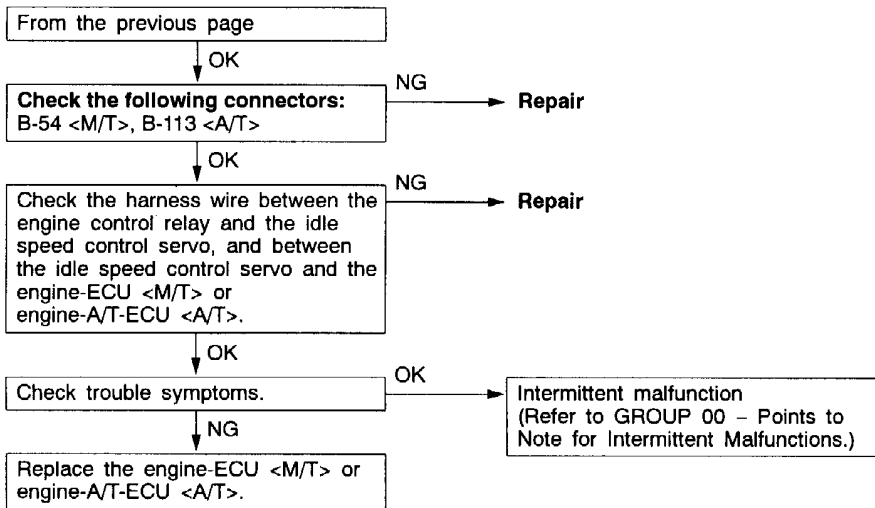 From the previous page
OK
Check the following connectors:
B-54 <M/T>, B-113 <A/T>
NG
Repair
OK
Check the harness wire between the
engine control relay and the idle
speed control servo, and between
the idle speed control servo and the
engine-ECU <M/T> or
engine-A/T-ECU <A/T>.
NG
Repair
OK
Check trouble symptoms.
OK
Intermittent malfunction
(Refer to GROUP 00 – Points to
Note for Intermittent Malfunctions.)
NG
Replace the engine-ECU <M/T> or
engine-A/T-ECU <A/T>.